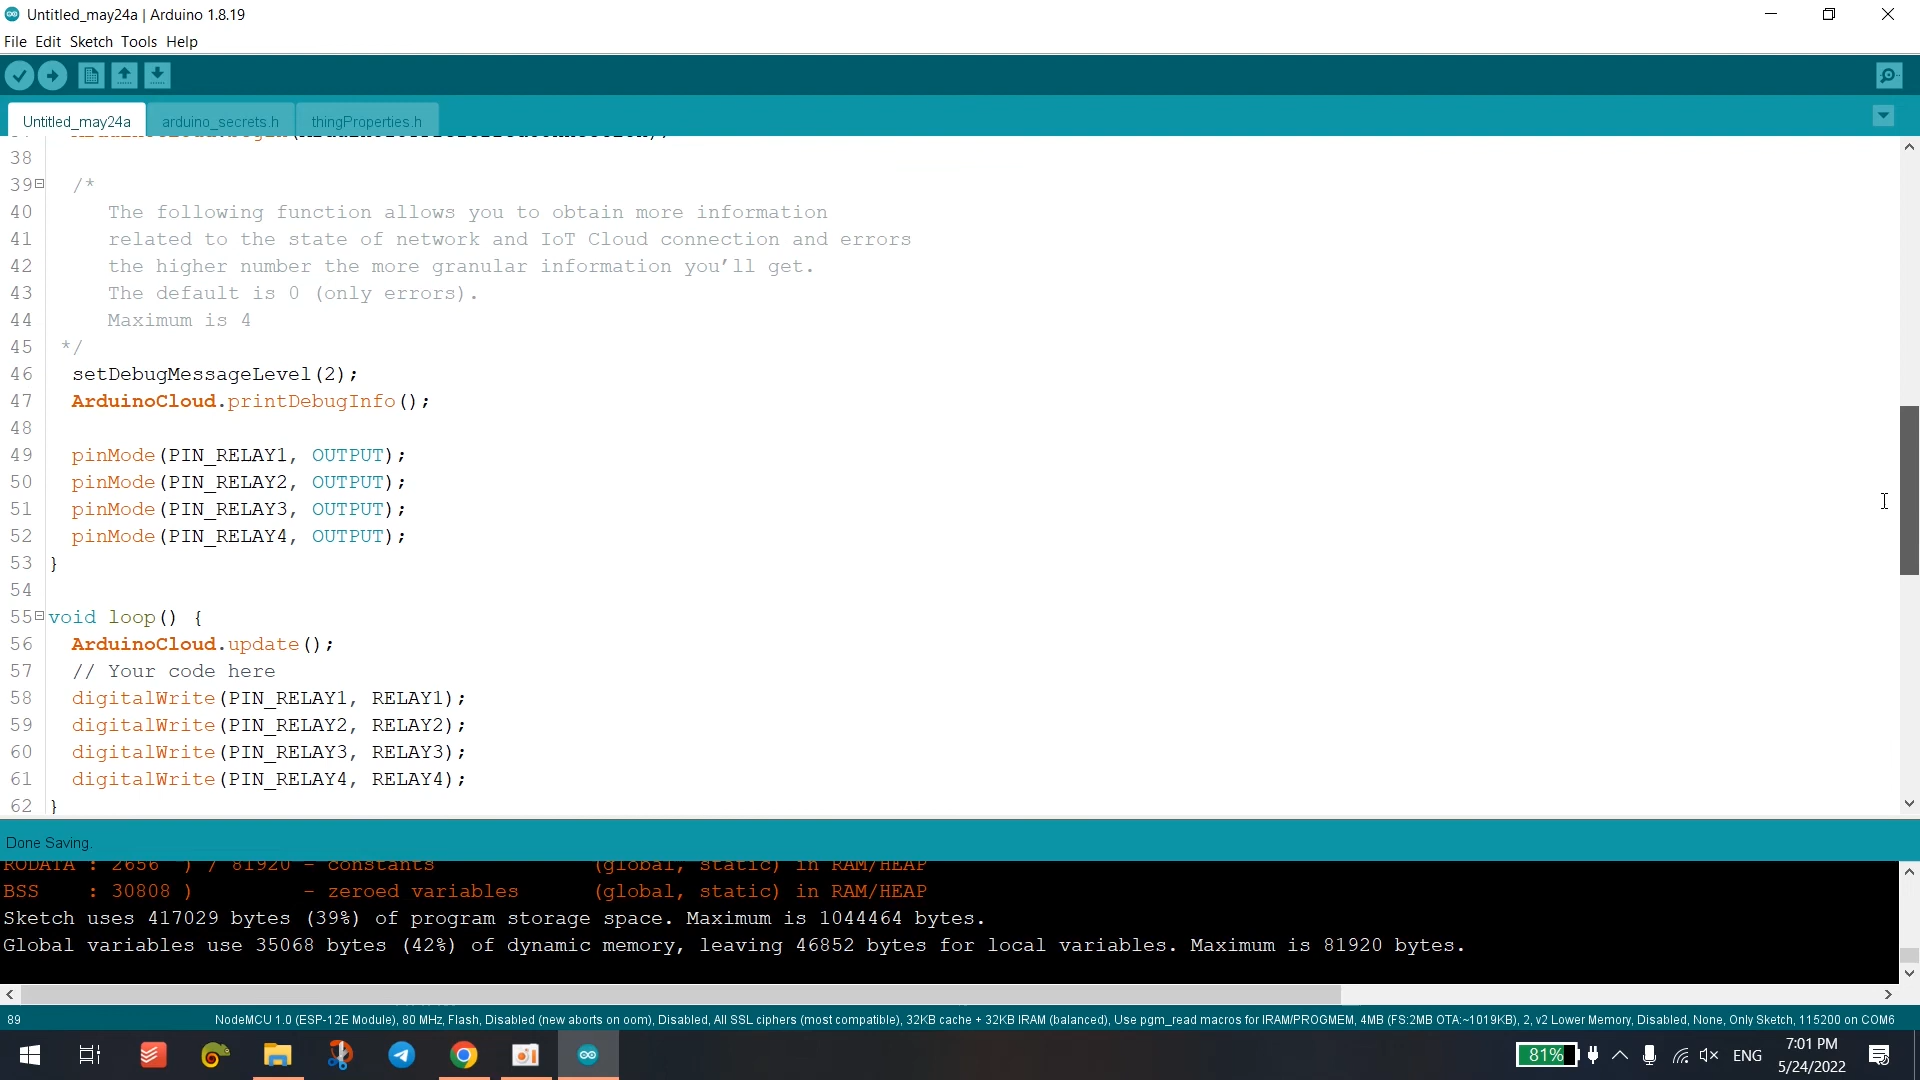 Untitled_may24a | Arduino 1.8.19
File Edit Sketch Tools Help
Untitled_may24a arduino_secrets.h thingProperties.h
38
39 /*
40 The following function allows you to obtain more information
41 related to the state of network and IoT Cloud connection and errors
42 the higher number the more granular information you’ll get.
43 The default is 0 (only errors).
44 Maximum is 4
45 */
46 setDebugMessageLevel(2);
47 ArduinoCloud.printDebugInfo();
48
49 pinMode(PIN_RELAY1, OUTPUT);
50 pinMode(PIN_RELAY2, OUTPUT);
51 pinMode(PIN_RELAY3, OUTPUT);
52 pinMode(PIN_RELAY4, OUTPUT);
53 }
54
55 void loop() {
56 ArduinoCloud.update();
57 // Your code here
58 digitalWrite(PIN_RELAY1, RELAY1);
59 digitalWrite(PIN_RELAY2, RELAY2);
60 digitalWrite(PIN_RELAY3, RELAY3);
61 digitalWrite(PIN_RELAY4, RELAY4);
62 }
Done Saving.
RODATA : 2656 ) / 81920 - constants (global, static) in RAM/HEAP
BSS : 30808 ) - zeroed variables (global, static) in RAM/HEAP
Sketch uses 417029 bytes (39%) of program storage space. Maximum is 1044464 bytes.
Global variables use 35068 bytes (42%) of dynamic memory, leaving 46852 bytes for local variables. Maximum is 81920 bytes.
89 NodeMCU 1.0 (ESP-12E Module), 80 MHz, Flash, Disabled (new aborts on oom), Disabled, All SSL ciphers (most compatible), 32KB cache + 32KB IRAM (balanced), Use pgm_read macros for IRAM/PROGMEM, 4MB (FS:2MB OTA:~1019KB), 2, v2 Lower Memory, Disabled, None, Only Sketch, 115200 on COM6
81% ENG 7:01 PM
5/24/2022